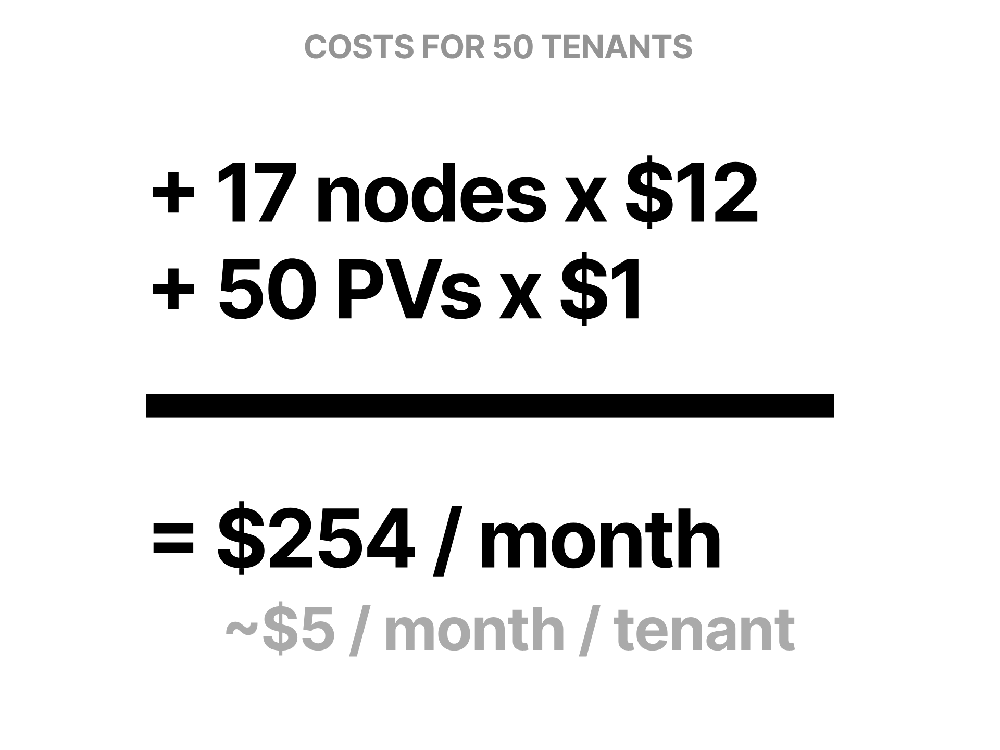 COSTS FOR 50 TENANTS
+ 17 nodes x $12
+ 50 PVs x $1
= $254 / month
~$5 / month / tenant